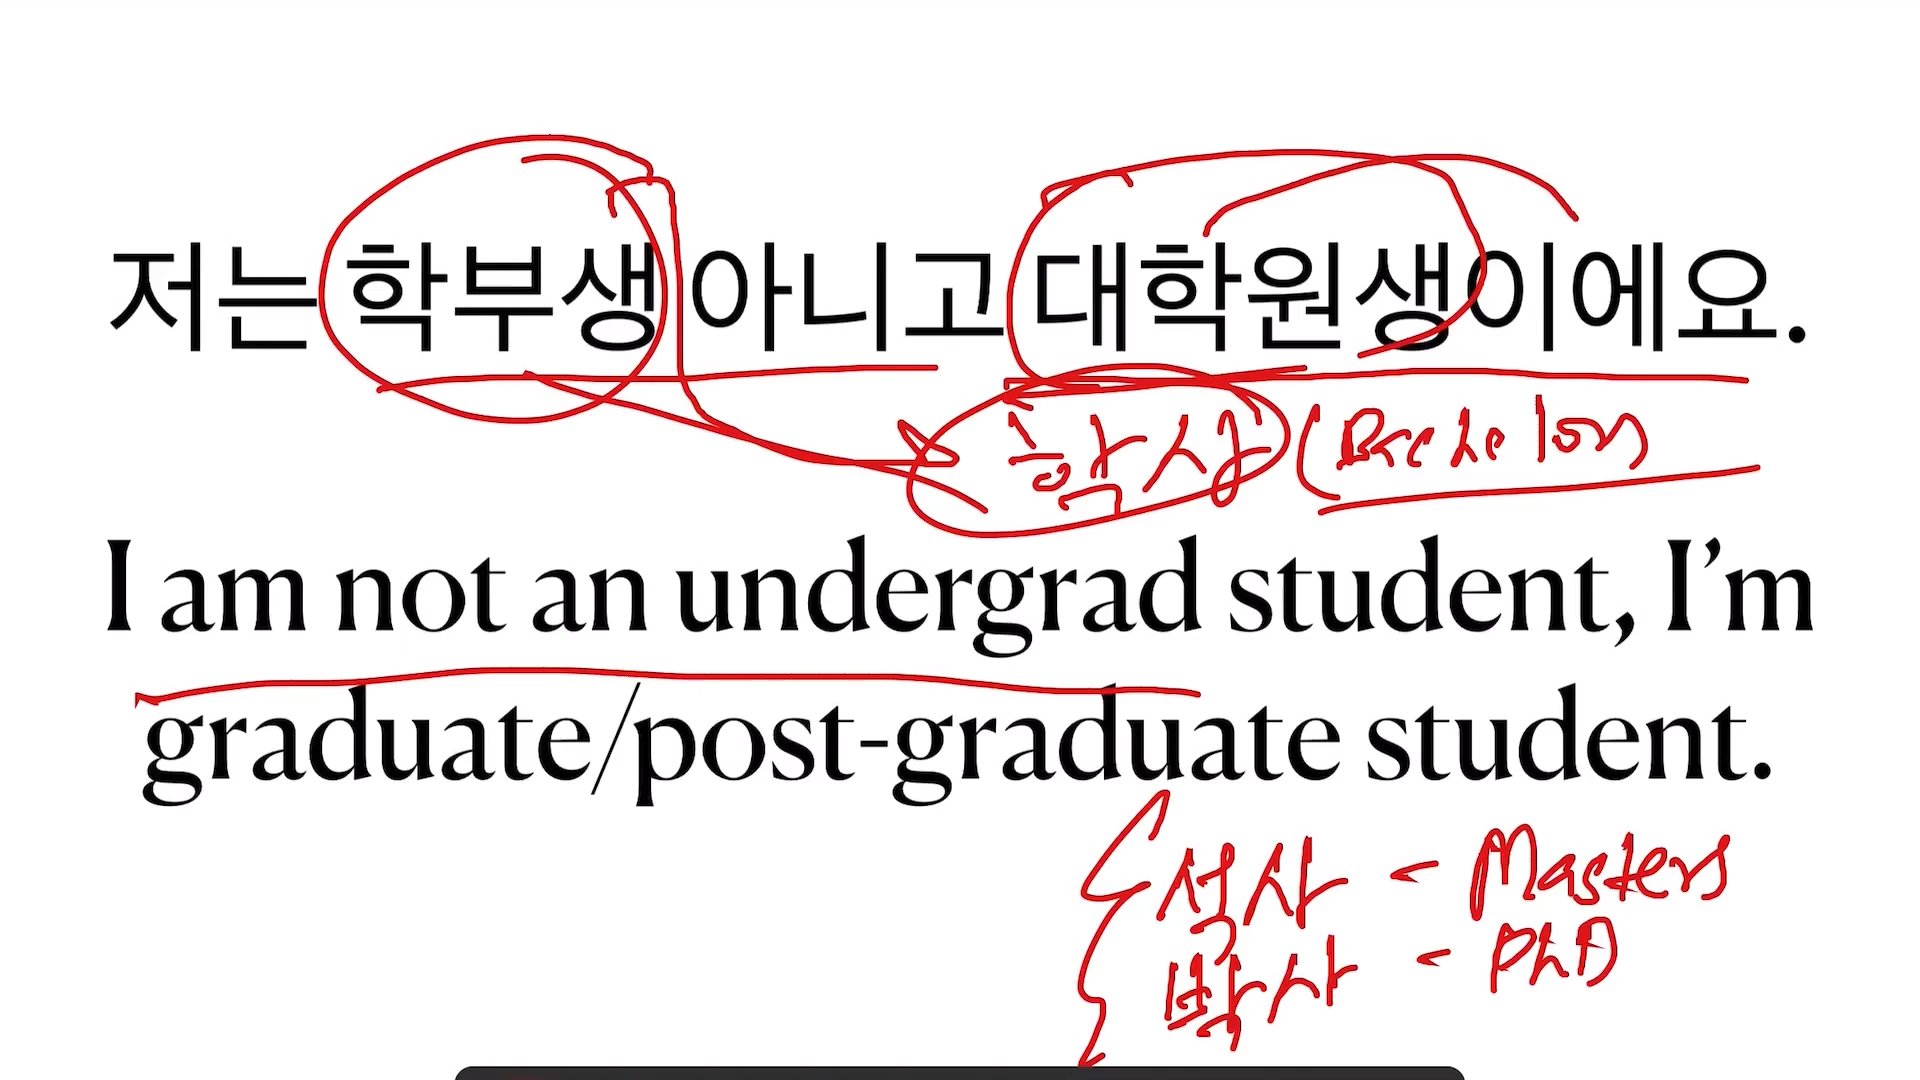 저는 학부생 아니고 대학원생이에요.
학사 (Bachelors
I am not an undergrad student, I’m
graduate/post-graduate student.
석사 - Masters
박사 - PhD